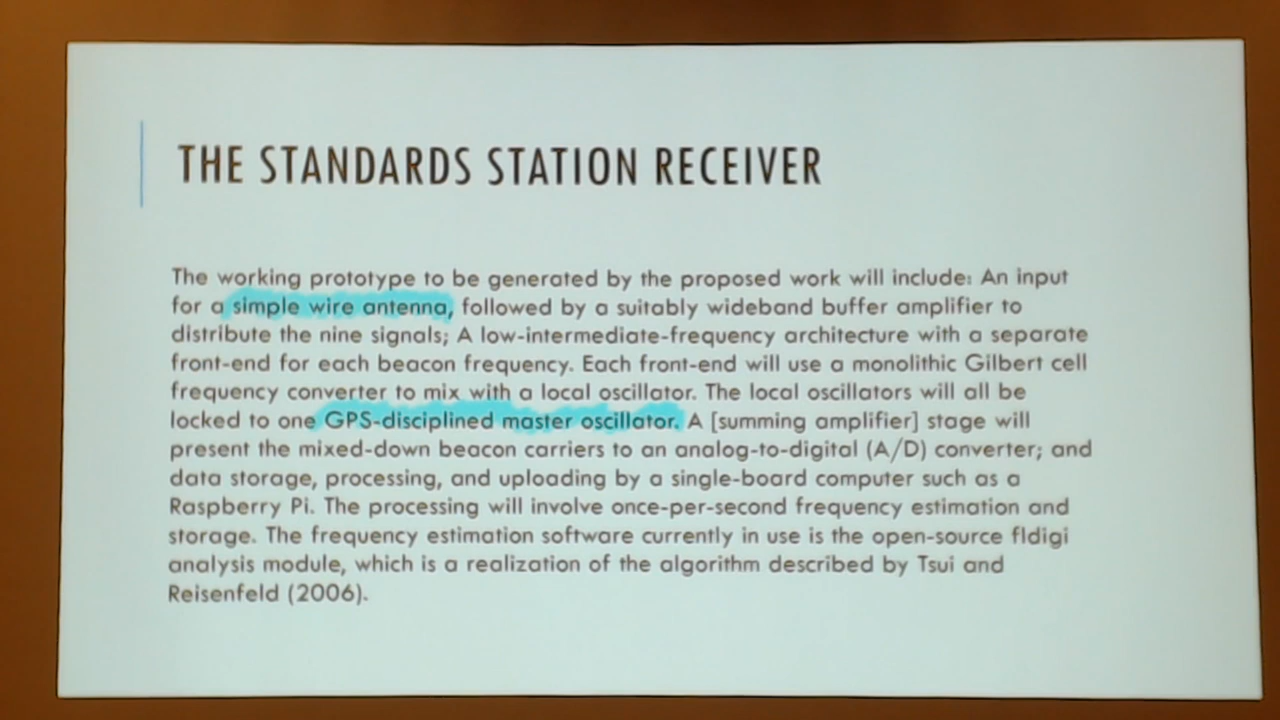 THE STANDARDS STATION RECEIVER
The working prototype to be generated by the proposed work will include: An input
for a simple wire antenna, followed by a suitably wideband buffer amplifier to
distribute the nine signals; A low-intermediate-frequency architecture with a separate
front-end for each beacon frequency. Each front-end will use a monolithic Gilbert cell
frequency converter to mix with a local oscillator. The local oscillators will all be
locked to one GPS-disciplined master oscillator. A [summing amplifier] stage will
present the mixed-down beacon carriers to an analog-to-digital (A/D) converter; and
data storage, processing, and uploading by a single-board computer such as a
Raspberry Pi. The processing will involve once-per-second frequency estimation and
storage. The frequency estimation software currently in use is the open-source fldigi
analysis module, which is a realization of the algorithm described by Tsui and
Reisenfeld (2006).